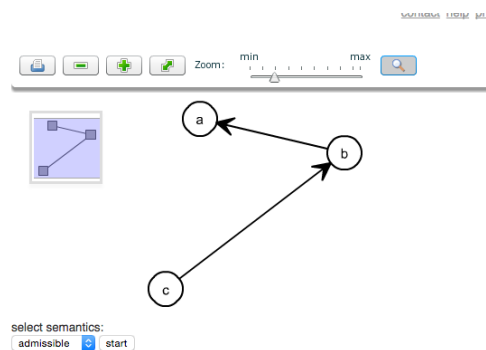 contact help
Zoom: min max
a
b
c
select semantics:
admissible start